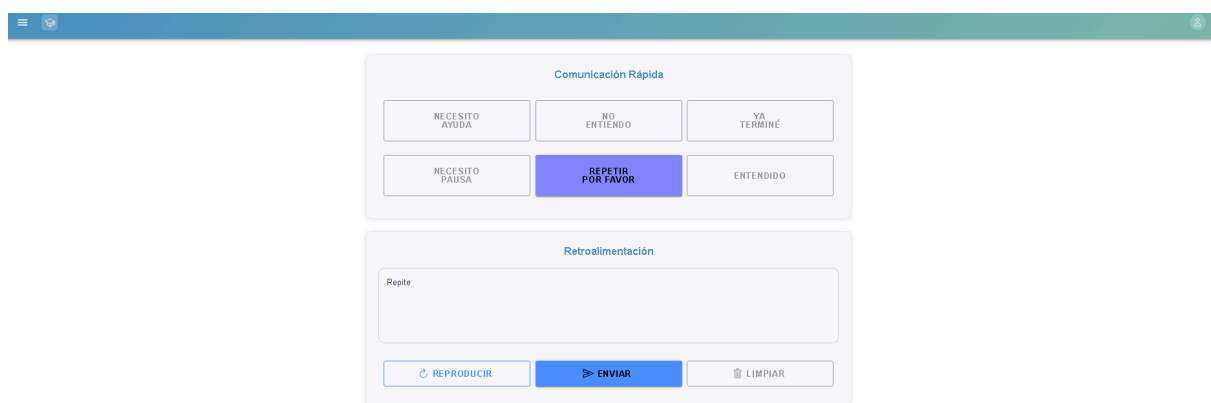 Comunicación Rápida
NECESITO
AYUDA
NO
ENTIENDO
YA
TERMINÉ
NECESITO
PAUSA
REPETIR
POR FAVOR
ENTENDIDO
Retroalimentación
Repite
REPRODUCIR
ENVIAR
LIMPIAR